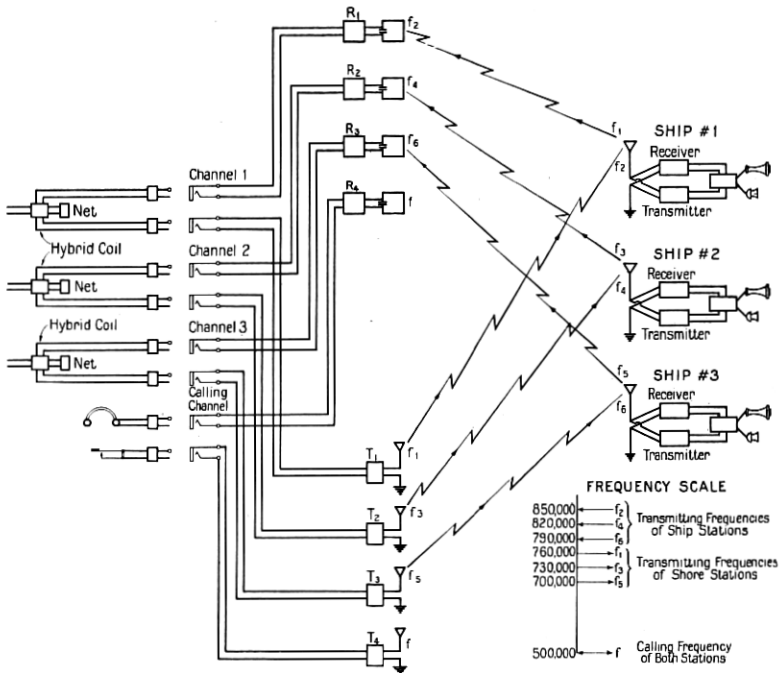 R1 f2
R2 f4
R3 f6
R4 f
Channel 1
Net
Hybrid Coil
Channel 2
Net
Hybrid Coil
Channel 3
Net
Calling
Channel
T1 f1
T2 f3
T3 f5
T4 f
f1 SHIP #1
f2 Receiver
Transmitter
f3 SHIP #2
f4 Receiver
Transmitter
f5 SHIP #3
f6 Receiver
Transmitter
FREQUENCY SCALE
850,000 f2
820,000 f4
790,000 f6
Transmitting Frequencies
of Ship Stations
760,000 f1
730,000 f3
700,000 f5
Transmitting Frequencies
of Shore Stations
500,000 f
Calling Frequency
of Both Stations